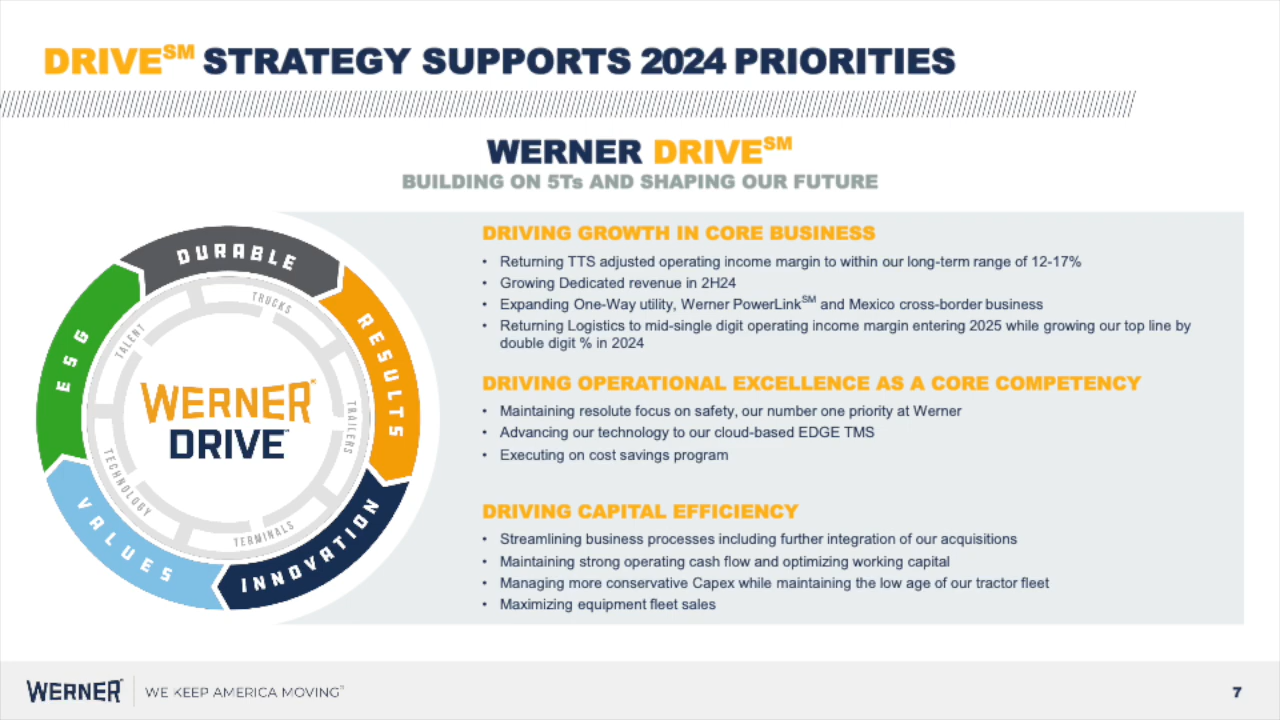 DRIVE℠ STRATEGY SUPPORTS 2024 PRIORITIES
WERNER DRIVE℠
BUILDING ON 5Ts AND SHAPING OUR FUTURE
DURABLE
RESULTS
INNOVATION
VALUES
ESG
TRUCKS
TRAILERS
TERMINALS
TECHNOLOGY
TALENT
WERNER®
DRIVE™
DRIVING GROWTH IN CORE BUSINESS
• Returning TTS adjusted operating income margin to within our long-term range of 12-17%
• Growing Dedicated revenue in 2H24
• Expanding One-Way utility, Werner PowerLink℠ and Mexico cross-border business
• Returning Logistics to mid-single digit operating income margin entering 2025 while growing our top line by
double digit % in 2024
DRIVING OPERATIONAL EXCELLENCE AS A CORE COMPETENCY
• Maintaining resolute focus on safety, our number one priority at Werner
• Advancing our technology to our cloud-based EDGE TMS
• Executing on cost savings program
DRIVING CAPITAL EFFICIENCY
• Streamlining business processes including further integration of our acquisitions
• Maintaining strong operating cash flow and optimizing working capital
• Managing more conservative Capex while maintaining the low age of our tractor fleet
• Maximizing equipment fleet sales
WERNER® WE KEEP AMERICA MOVING™
7